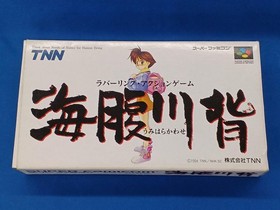 TNN
スーパーファミコン
ラバーリング・アクションゲーム
海腹川背
うみはらかわせ
株式会社TNN